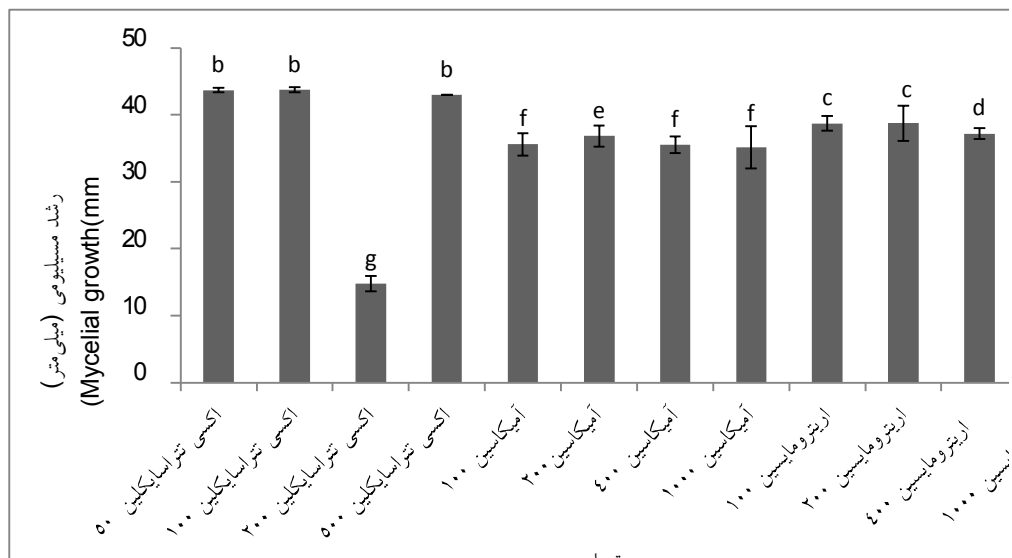 50
40
30
20
10
0
رشد میسیلیومی (میلی‌متر)
(Mycelial growth(mm
b
b
g
b
f
e
f
f
c
c
d
اکسی تتراسایکلین ۵۰
اکسی تتراسایکلین ۱۰۰
اکسی تتراسایکلین ۲۰۰
اکسی تتراسایکلین ۵۰۰
آمیکاسین ۱۰۰
آمیکاسین ۲۰۰
آمیکاسین ۴۰۰
آمیکاسین ۱۰۰۰
اریترومایسین ۱۰۰
اریترومایسین ۲۰۰
اریترومایسین ۴۰۰
۱۰۰۰